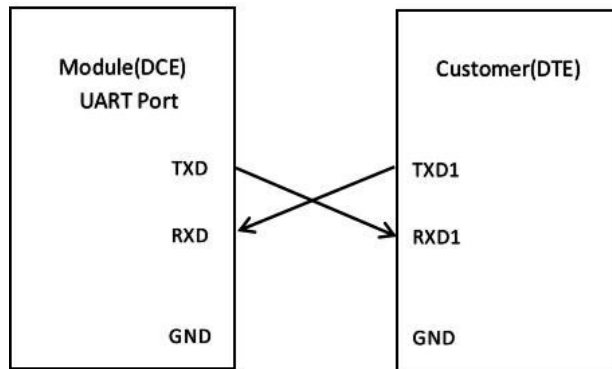 Module(DCE)
UART Port
TXD
RXD
GND
Customer(DTE)
TXD1
RXD1
GND